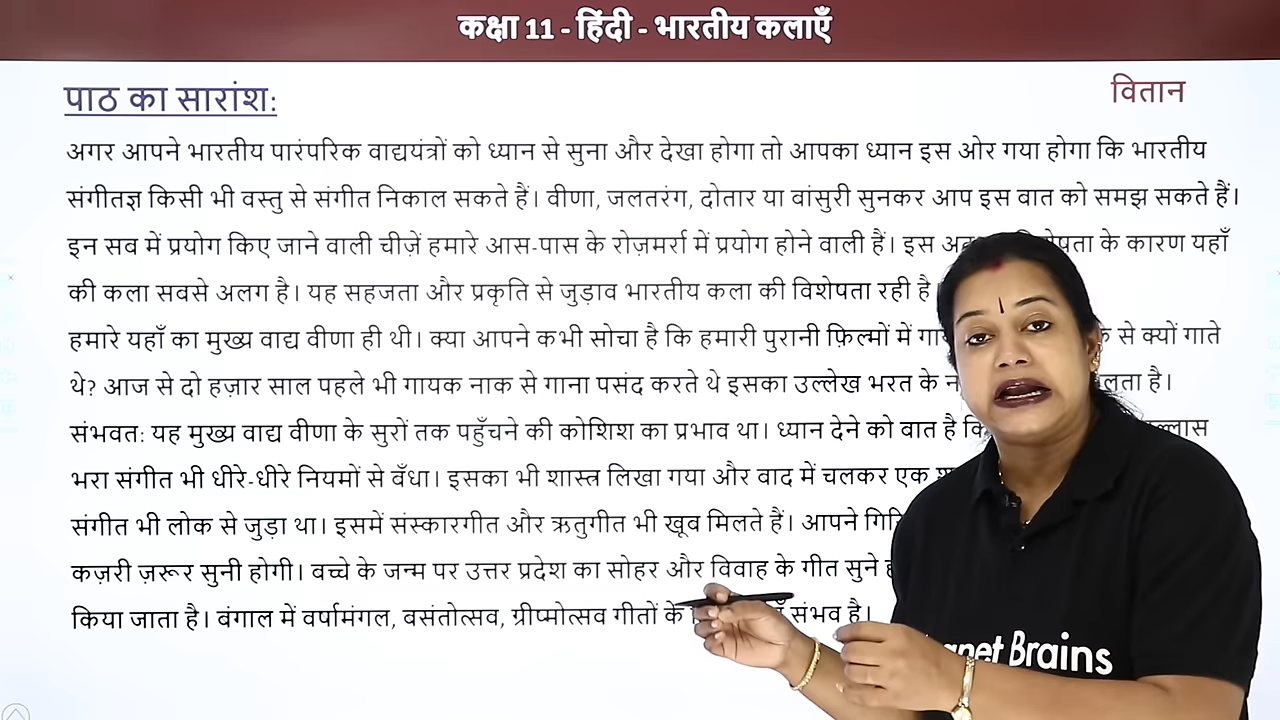 कक्षा 11 - हिंदी - भारतीय कलाएँ
पाठ का सारांश:
वितान
अगर आपने भारतीय पारंपरिक वाद्ययंत्रों को ध्यान से सुना और देखा होगा तो आपका ध्यान इस ओर गया होगा कि भारतीय
संगीतज्ञ किसी भी वस्तु से संगीत निकाल सकते हैं। वीणा, जलतरंग, दोतार या बांसुरी सुनकर आप इस बात को समझ सकते हैं।
इन सब में प्रयोग किए जाने वाली चीज़ें हमारे आस-पास के रोज़मर्रा में प्रयोग होने वाली हैं। इस के कारण यहाँ
की कला सबसे अलग है। यह सहजता और प्रकृति से जुड़ाव भारतीय कला की विशेषता रही है
हमारे यहाँ का मुख्य वाद्य वीणा ही थी। क्या आपने कभी सोचा है कि हमारी पुरानी फ़िल्मों में से क्यों गाते
थे? आज से दो हज़ार साल पहले भी गायक नाक से गाना पसंद करते थे इसका उल्लेख भरत के है।
संभवत: यह मुख्य वाद्य वीणा के सुरों तक पहुँचने की कोशिश का प्रभाव था। ध्यान देने को बात है
भरा संगीत भी धीरे-धीरे नियमों से बँधा। इसका भी शास्त्र लिखा गया और बाद में चलकर एक
संगीत भी लोक से जुड़ा था। इसमें संस्कारगीत और ऋतुगीत भी खूब मिलते हैं। आपने
कज़री ज़रूर सुनी होगी। बच्चे के जन्म पर उत्तर प्रदेश का सोहर और विवाह के गीत सुने
किया जाता है। बंगाल में वर्षामंगल, वसंतोत्सव, ग्रीष्मोत्सव गीतों के संभव है।
Brains